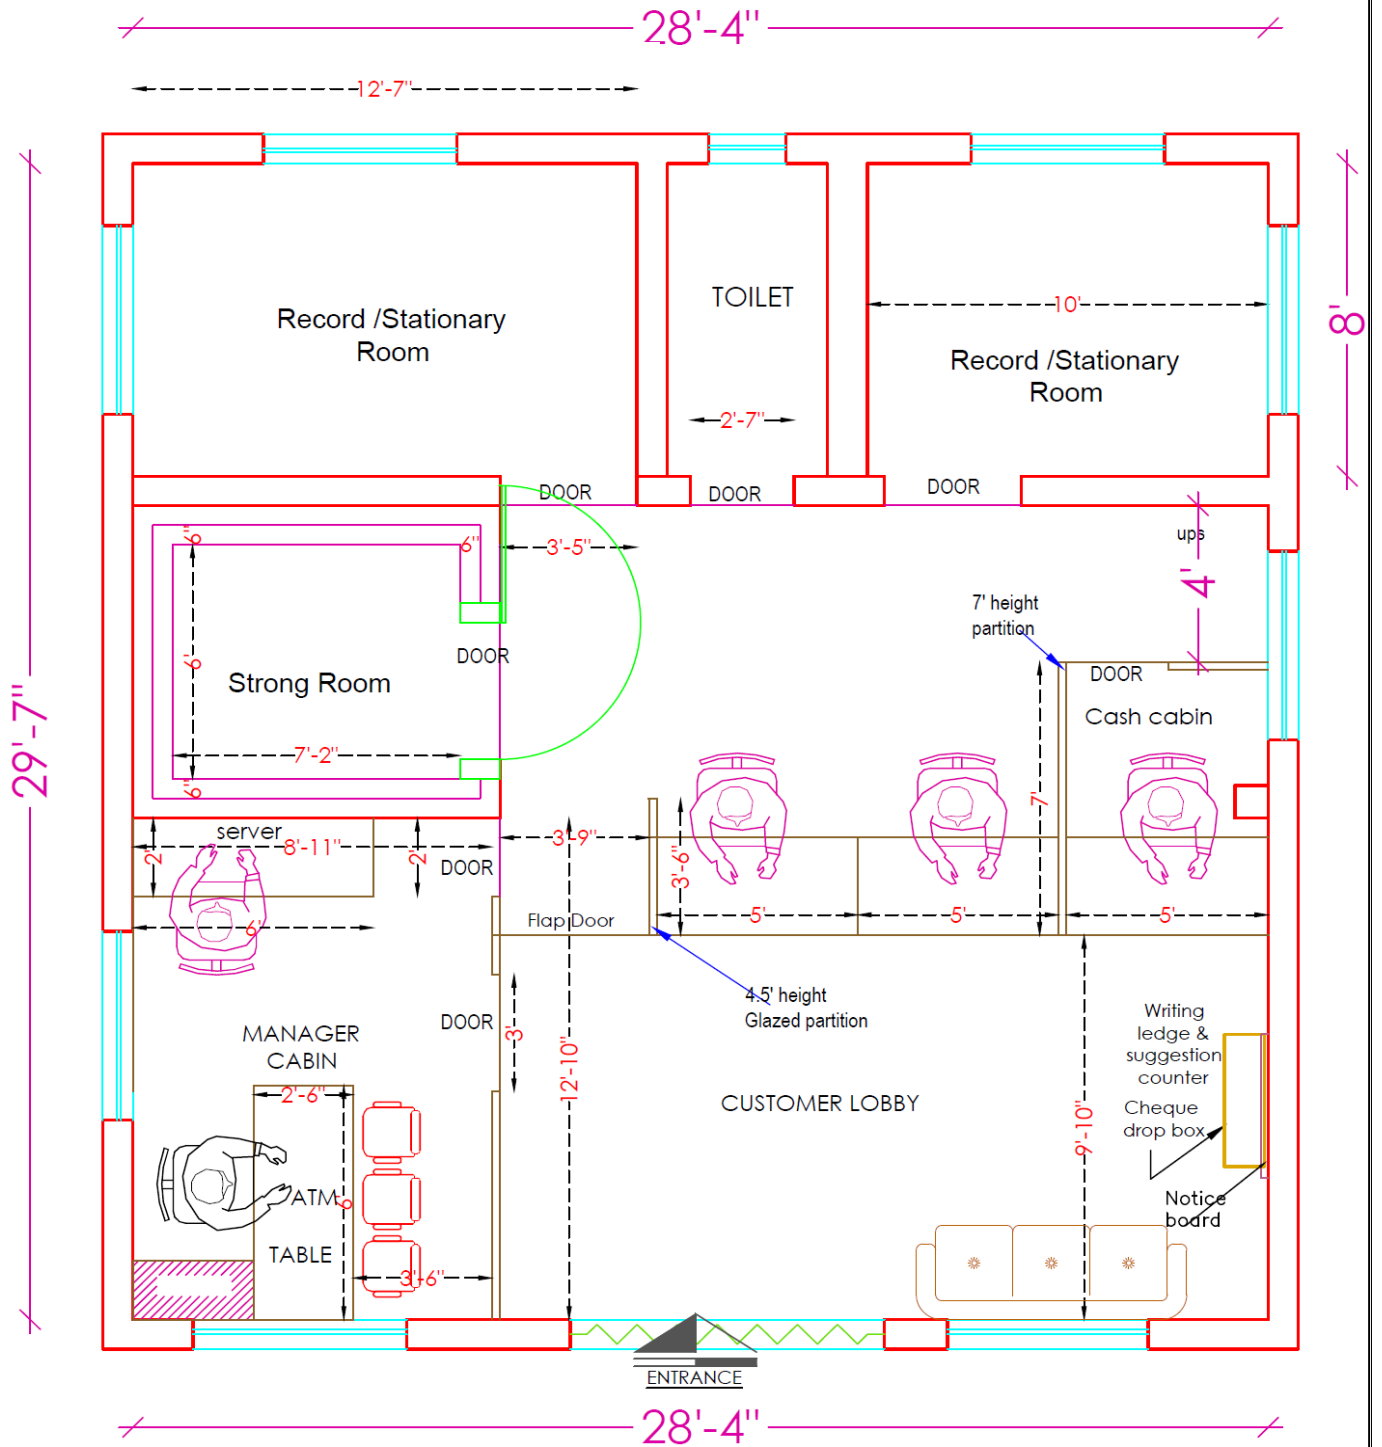 28'-4"
12'-7"
Record /Stationary
Room
TOILET
2'-7"
10'
Record /Stationary
Room
8'
29'-7"
DOOR
DOOR
DOOR
6"
6"
3'-5"
ups
4'
7' height
partition
DOOR
6'
Strong Room
7'-2"
6"
DOOR
Cash cabin
7'
server
8'-11"
2'
2'
DOOR
3'-9"
3'-6"
6'
Flap Door
5'
5'
5'
4.5' height
Glazed partition
MANAGER
CABIN
DOOR
3'
12'-10"
CUSTOMER LOBBY
9'-10"
Writing
ledge &
suggestion
counter
Cheque
drop box
Notice
board
2'-6"
ATM
6'
TABLE
3'-6"
ENTRANCE
28'-4"